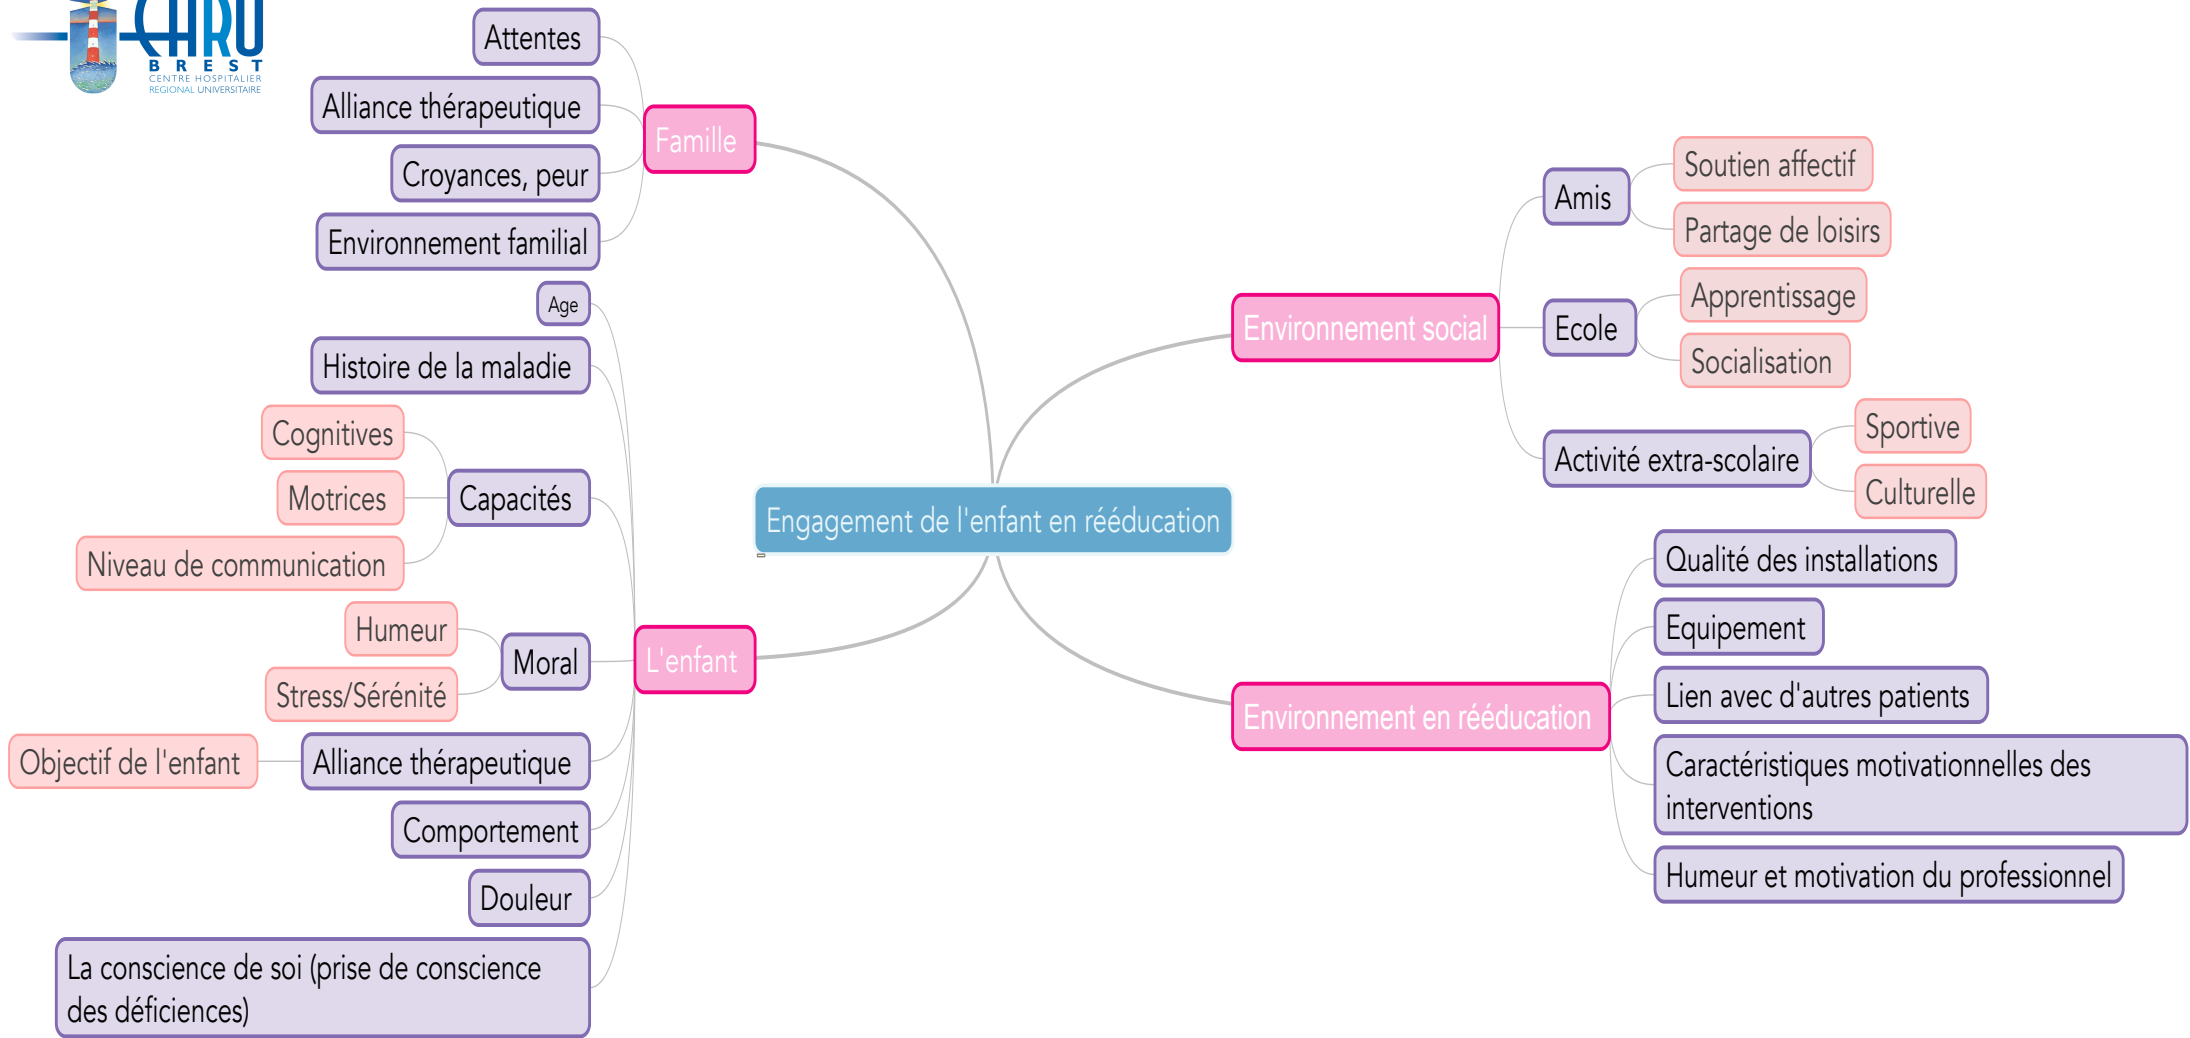 CHRU
BREST
CENTRE HOSPITALIER
REGIONAL UNIVERSITAIRE
Attentes
Alliance thérapeutique
Famille
Croyances, peur
Environnement familial
Age
Histoire de la maladie
Cognitives
Motrices
Capacités
Niveau de communication
Humeur
Moral
Stress/Sérénité
L'enfant
Objectif de l'enfant
Alliance thérapeutique
Comportement
Douleur
La conscience de soi (prise de conscience
des déficiences)
Engagement de l'enfant en rééducation
Environnement social
Amis
Soutien affectif
Partage de loisirs
Ecole
Apprentissage
Socialisation
Activité extra-scolaire
Sportive
Culturelle
Environnement en rééducation
Qualité des installations
Equipement
Lien avec d'autres patients
Caractéristiques motivationnelles des
interventions
Humeur et motivation du professionnel